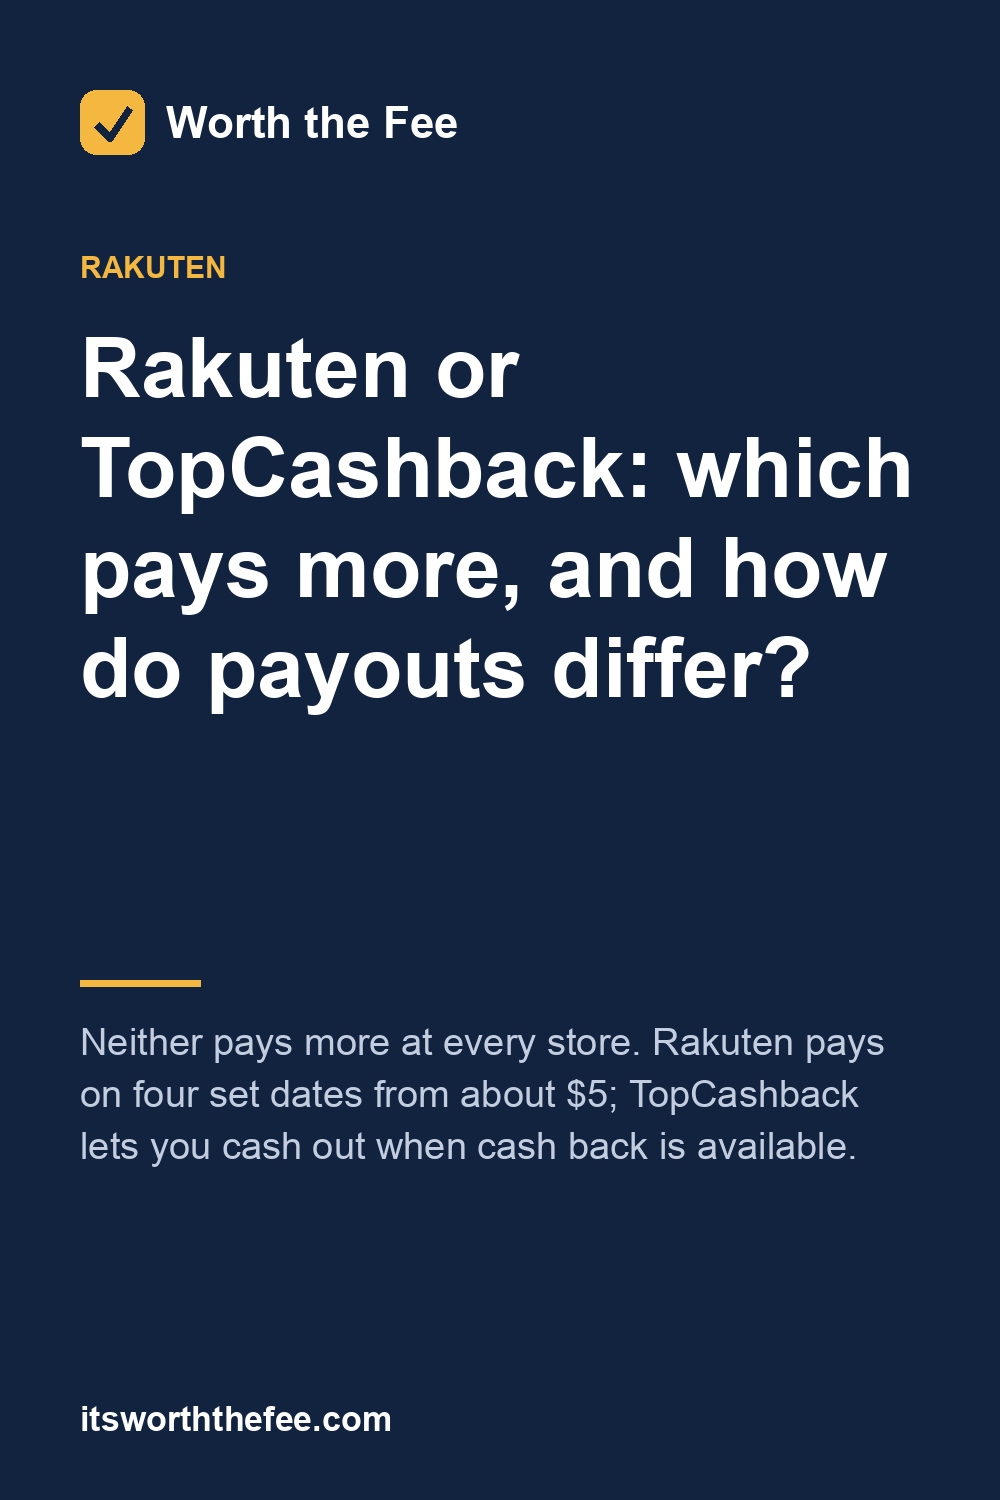 Worth the Fee
RAKUTEN
Rakuten or
TopCashback: which
pays more, and how
do payouts differ?
Neither pays more at every store. Rakuten pays
on four set dates from about $5; TopCashback
lets you cash out when cash back is available.
itsworththefee.com